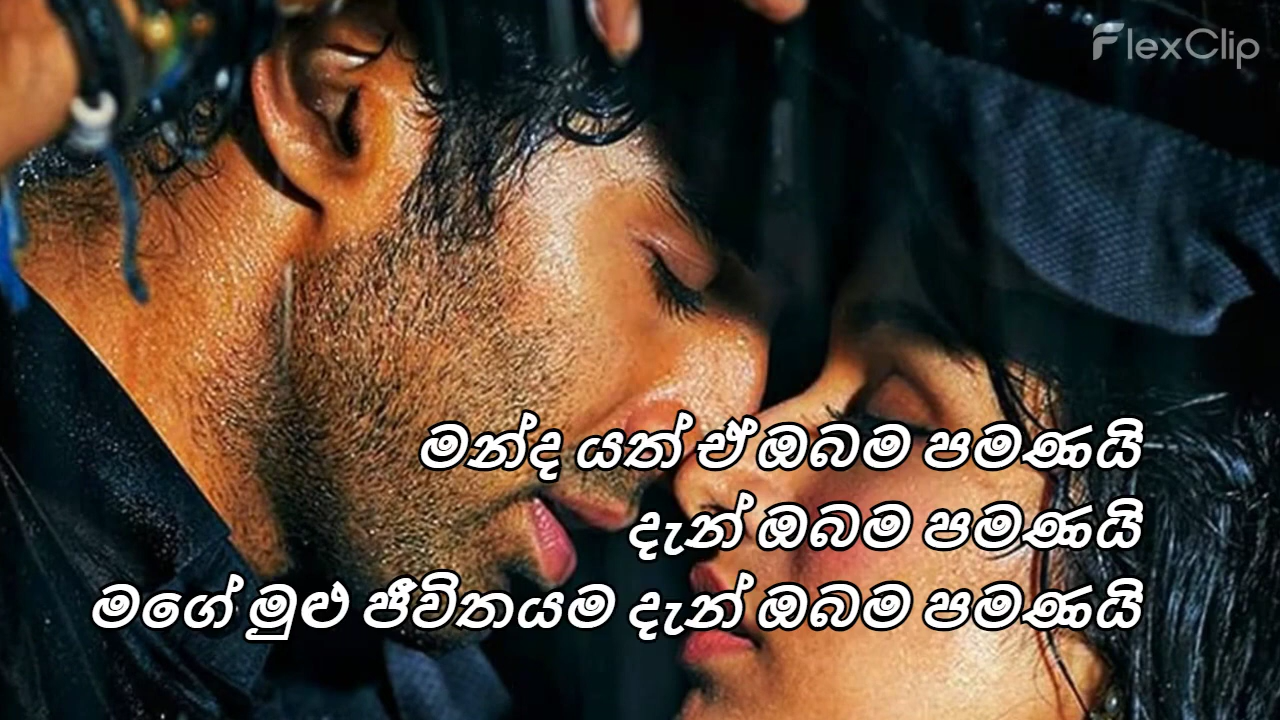 FlexClip
මන්ද යත් ඒ ඔබම පමණයි
දැන් ඔබම පමණයි
මගේ මුළු ජීවිතයම දැන් ඔබම පමණයි